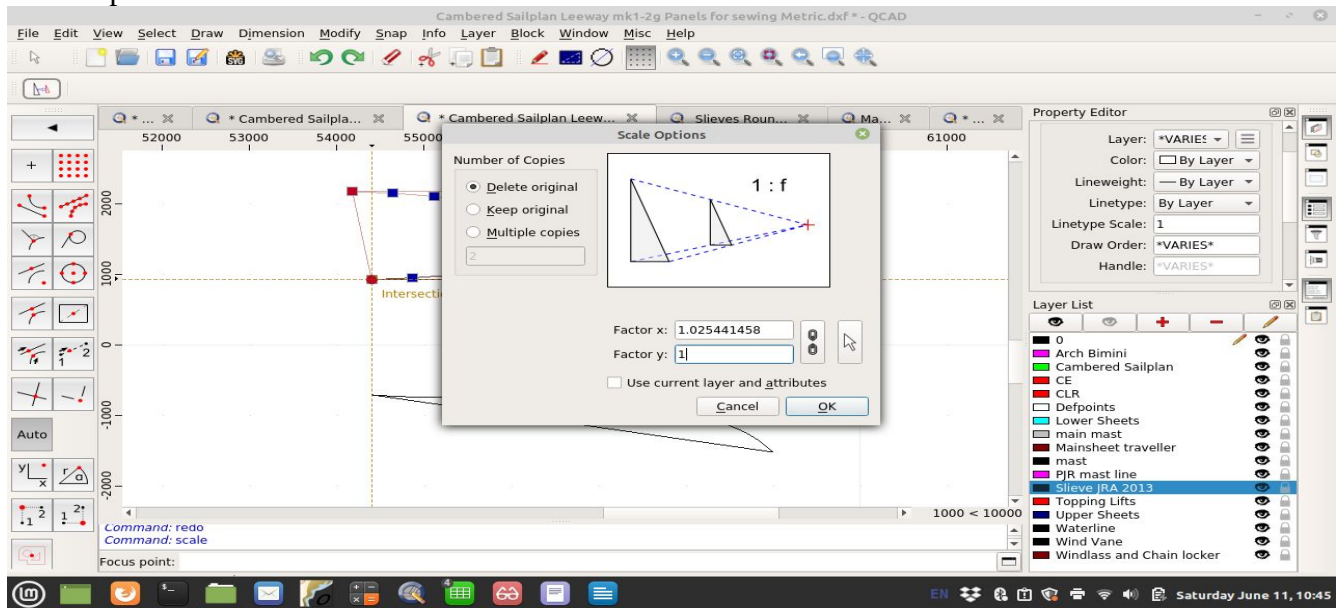 Cambered Sailplan Leeway mk1-2g Panels for sewing Metric.dxf * - QCAD
File Edit View Select Draw Dimension Modify Snap Info Layer Block Window Misc Help
* ... * Cambered Sailpla... * Cambered Sailplan Leew... Slieves Roun... Ma... * ...
52000 53000 54000 55000 61000
2000
1000
0
-1000
-2000
Intersecti
Auto
Scale Options
Number of Copies
Delete original
Keep original
Multiple copies
2
1 : f
Factor x: 1.025441458
Factor y: 1
Use current layer and attributes
Cancel OK
1000 < 10000
Command: redo
Command: scale
Focus point:
Property Editor
Layer: *VARIES
Color: By Layer
Lineweight: By Layer
Linetype: By Layer
Linetype Scale: 1
Draw Order: *VARIES*
Handle: *VARIES*
Layer List
0
Arch Bimini
Cambered Sailplan
CE
CLR
Defpoints
Lower Sheets
main mast
Mainsheet traveller
mast
PJR mast line
Slieve JRA 2013
Topping Lifts
Upper Sheets
Waterline
Wind Vane
Windlass and Chain locker
4
EN
Saturday June 11, 10:45